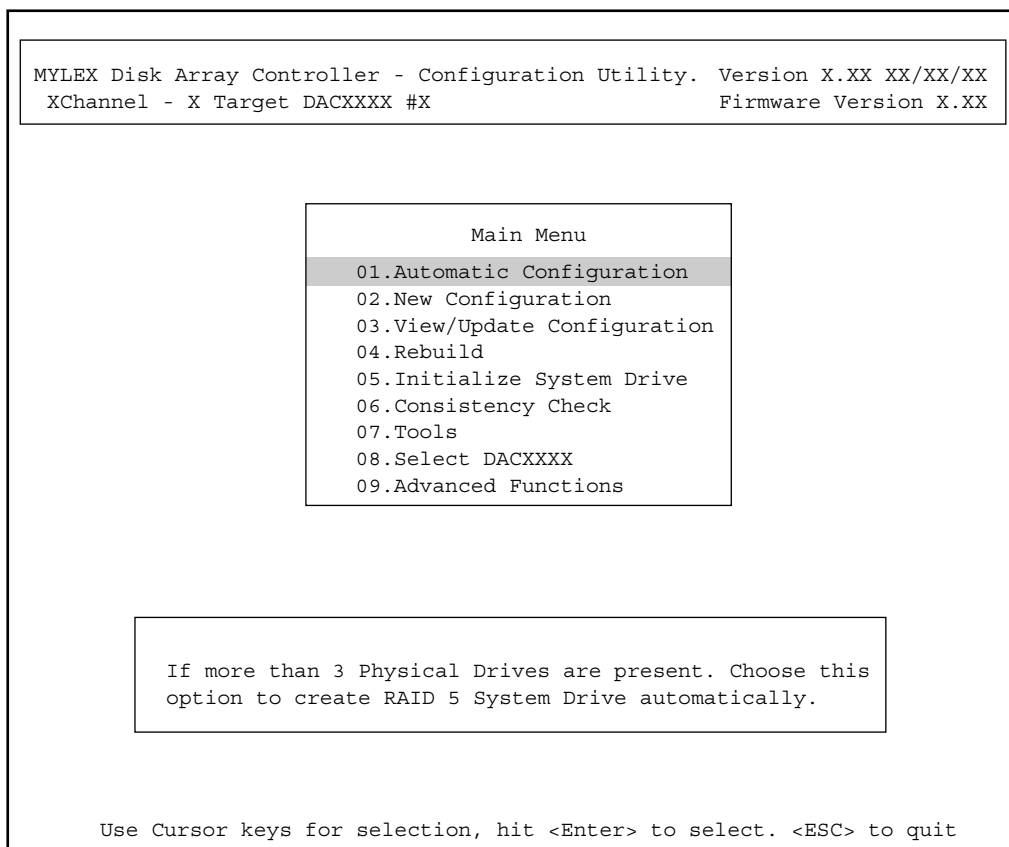 MYLEX Disk Array Controller - Configuration Utility. Version X.XX XX/XX/XX
XChannel - X Target DACXXXX #X Firmware Version X.XX
Main Menu
01.Automatic Configuration
02.New Configuration
03.View/Update Configuration
04.Rebuild
05.Initialize System Drive
06.Consistency Check
07.Tools
08.Select DACXXXX
09.Advanced Functions
If more than 3 Physical Drives are present. Choose this
option to create RAID 5 System Drive automatically.
Use Cursor keys for selection, hit <Enter> to select. <ESC> to quit